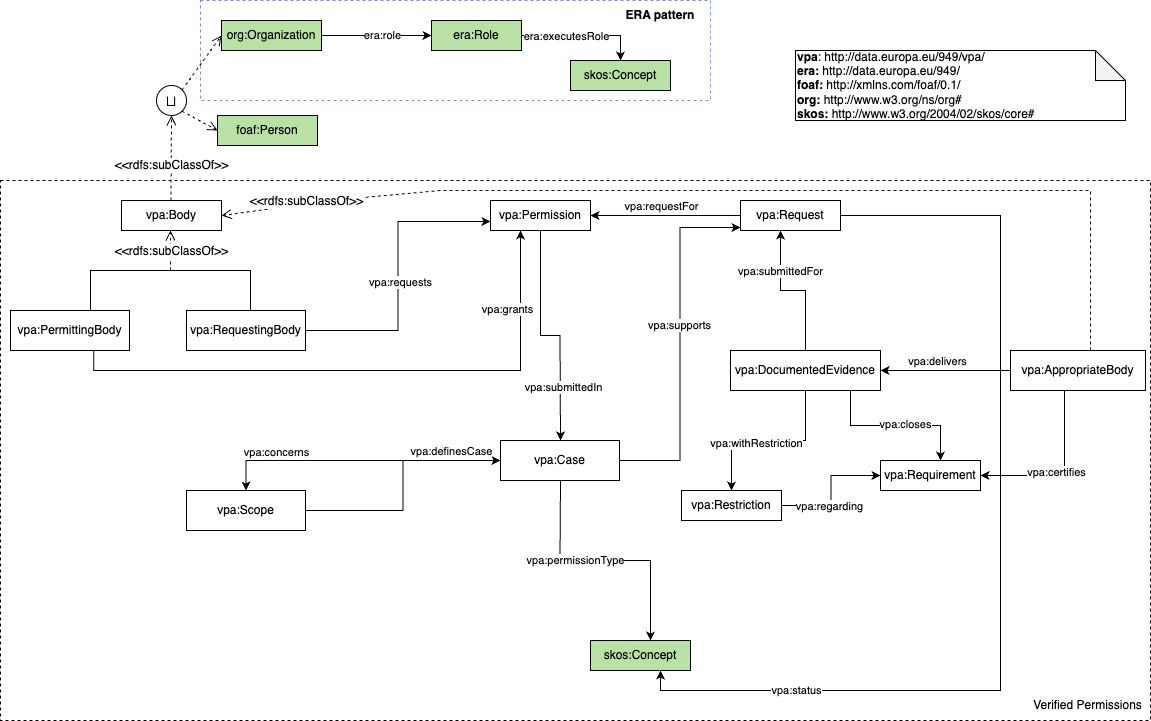 ERA pattern
org:Organization
era:role
era:Role
era:executesRole
skos:Concept
vpa: http://data.europa.eu/949/vpa/
era: http://data.europa.eu/949/
foaf: http://xmlns.com/foaf/0.1/
org: http://www.w3.org/ns/org#
skos: http://www.w3.org/2004/02/skos/core#
⊔
foaf:Person
<<rdfs:subClassOf>>
<<rdfs:subClassOf>>
vpa:Body
vpa:Permission
vpa:requestFor
vpa:Request
<<rdfs:subClassOf>>
vpa:submittedFor
vpa:requests
vpa:grants
vpa:PermittingBody
vpa:RequestingBody
vpa:supports
vpa:delivers
vpa:DocumentedEvidence
vpa:AppropriateBody
vpa:submittedIn
vpa:closes
vpa:withRestriction
vpa:concerns
vpa:definesCase
vpa:Case
vpa:Requirement
vpa:certifies
vpa:Scope
vpa:Restriction
vpa:regarding
vpa:permissionType
skos:Concept
vpa:status
Verified Permissions